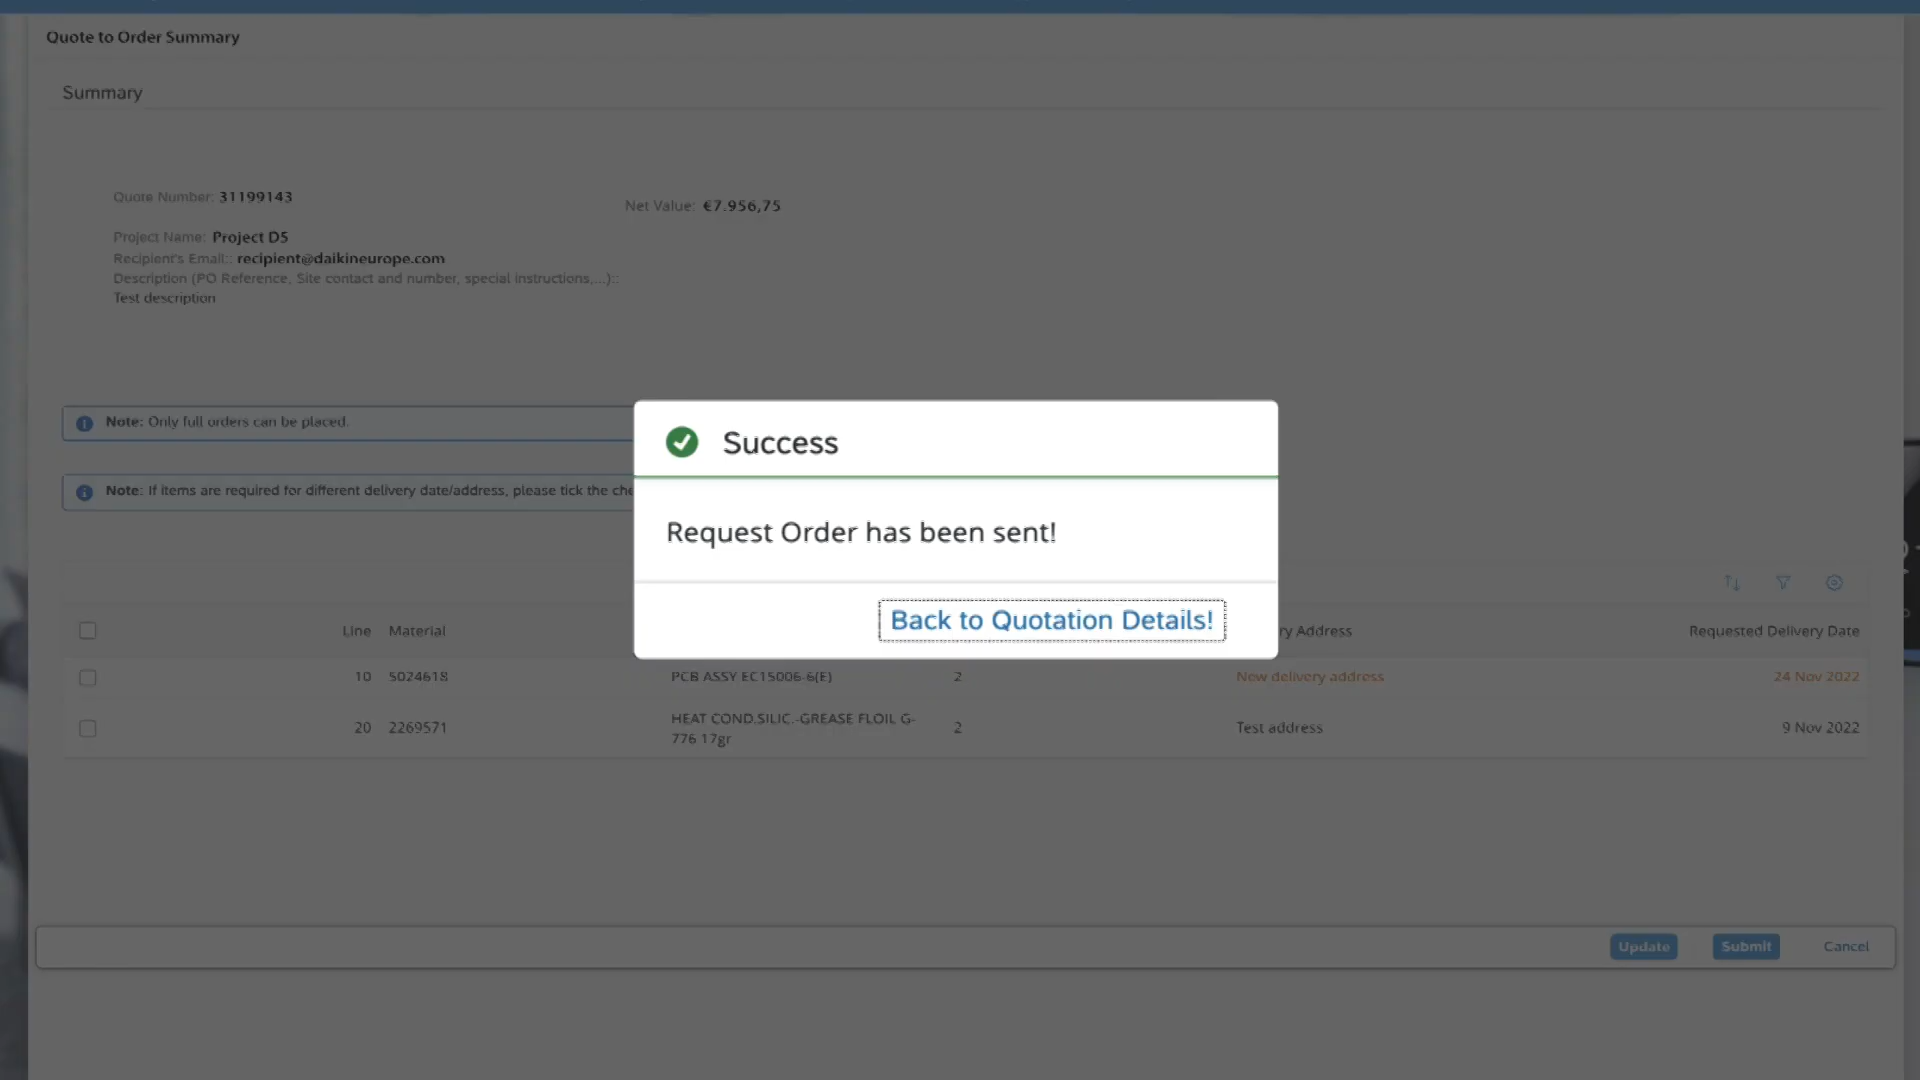 Quote to Order Summary
Summary
Quote Number: 31199143
Net Value: €7.956,75
Project Name: Project D5
Recipient's Email:: recipient@daikineurope.com
Description (PO Reference, Site contact and number, special instructions,...)::
Test description
Note: Only full orders can be placed.
Note: If items are required for different delivery date/address, please tick the che
Success
Request Order has been sent!
Back to Quotation Details!
Line Material ry Address Requested Delivery Date
10 5024618 PCB ASSY EC15006-6(E) 2 New delivery address 24 Nov 2022
20 2269571 HEAT COND.SILIC.-GREASE FLOIL G-
776 17gr 2 Test address 9 Nov 2022
Update Submit Cancel